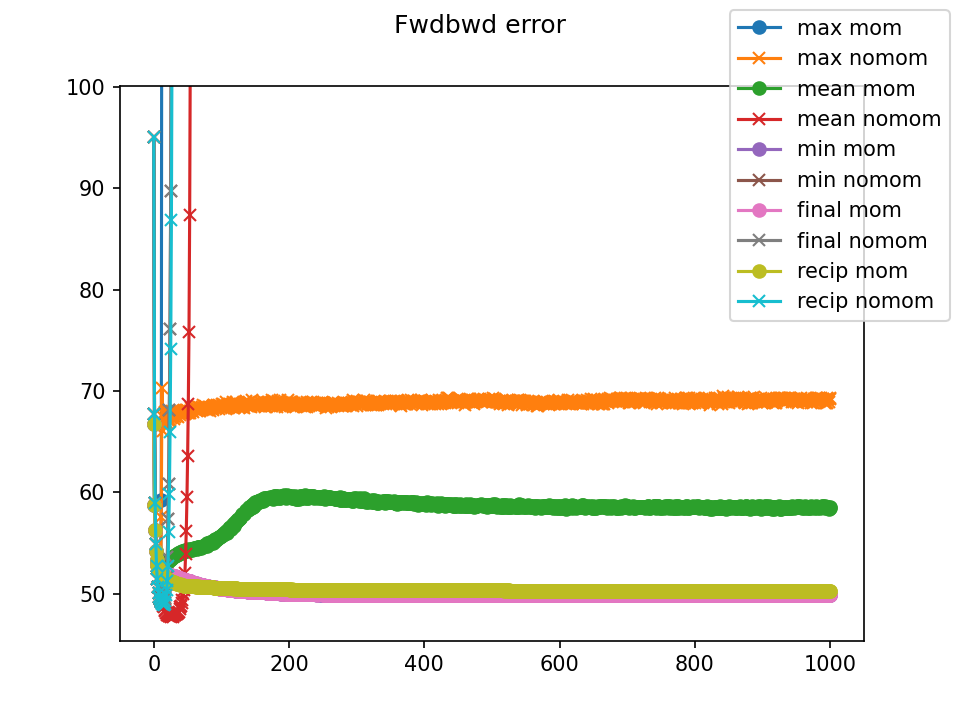 Fwdbwd error
max mom
max nomom
mean mom
mean nomom
min mom
min nomom
final mom
final nomom
recip mom
recip nomom
100
90
80
70
60
50
0 200 400 600 800 1000